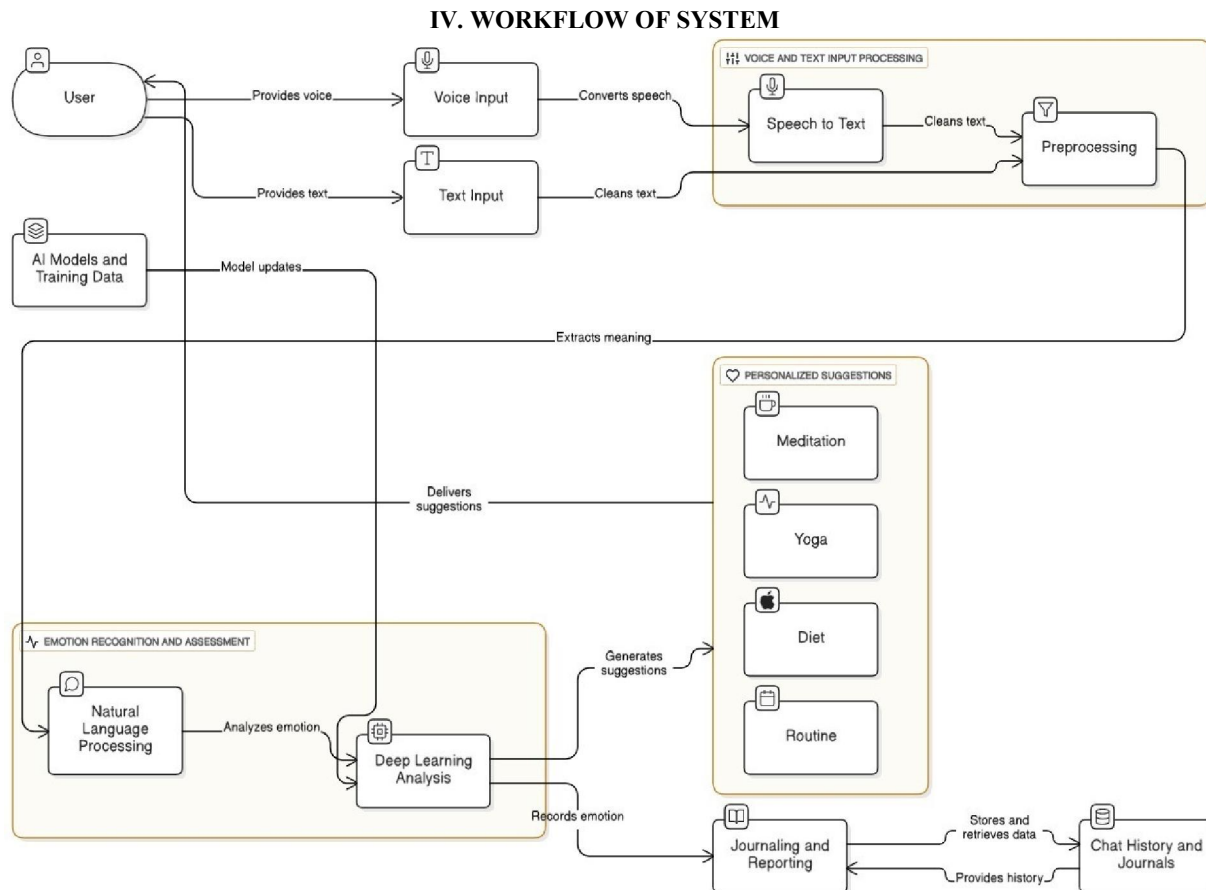 IV. WORKFLOW OF SYSTEM
User
Provides voice
Voice Input
Converts speech
VOICE AND TEXT INPUT PROCESSING
Speech to Text
Cleans text
Preprocessing
Provides text
Text Input
Cleans text
AI Models and
Training Data
Model updates
Extracts meaning
PERSONALIZED SUGGESTIONS
Meditation
Delivers
suggestions
Yoga
Diet
Routine
EMOTION RECOGNITION AND ASSESSMENT
Natural
Language
Processing
Analyzes emotion
Deep Learning
Analysis
Generates
suggestions
Records emotion
Journaling and
Reporting
Stores and
retrieves data
Provides history
Chat History and
Journals